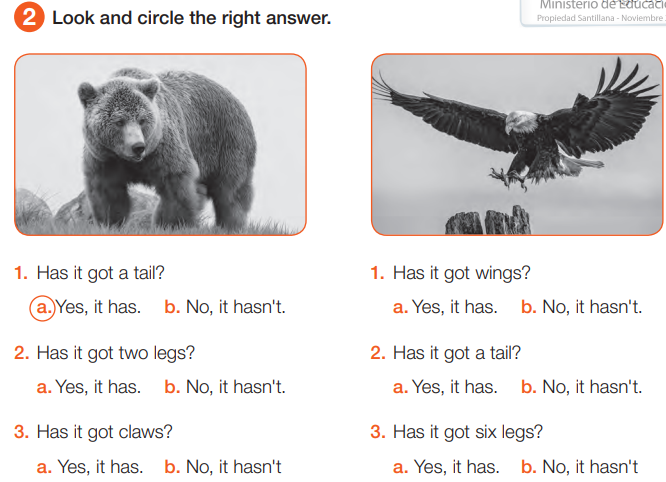 2 Look and circle the right answer.
Ministerio de Educaci
Propiedad Santillana - Noviembre
1. Has it got a tail?
a. Yes, it has. b. No, it hasn't.
2. Has it got two legs?
a. Yes, it has. b. No, it hasn't.
3. Has it got claws?
a. Yes, it has. b. No, it hasn't
1. Has it got wings?
a. Yes, it has. b. No, it hasn't.
2. Has it got a tail?
a. Yes, it has. b. No, it hasn't.
3. Has it got six legs?
a. Yes, it has. b. No, it hasn't